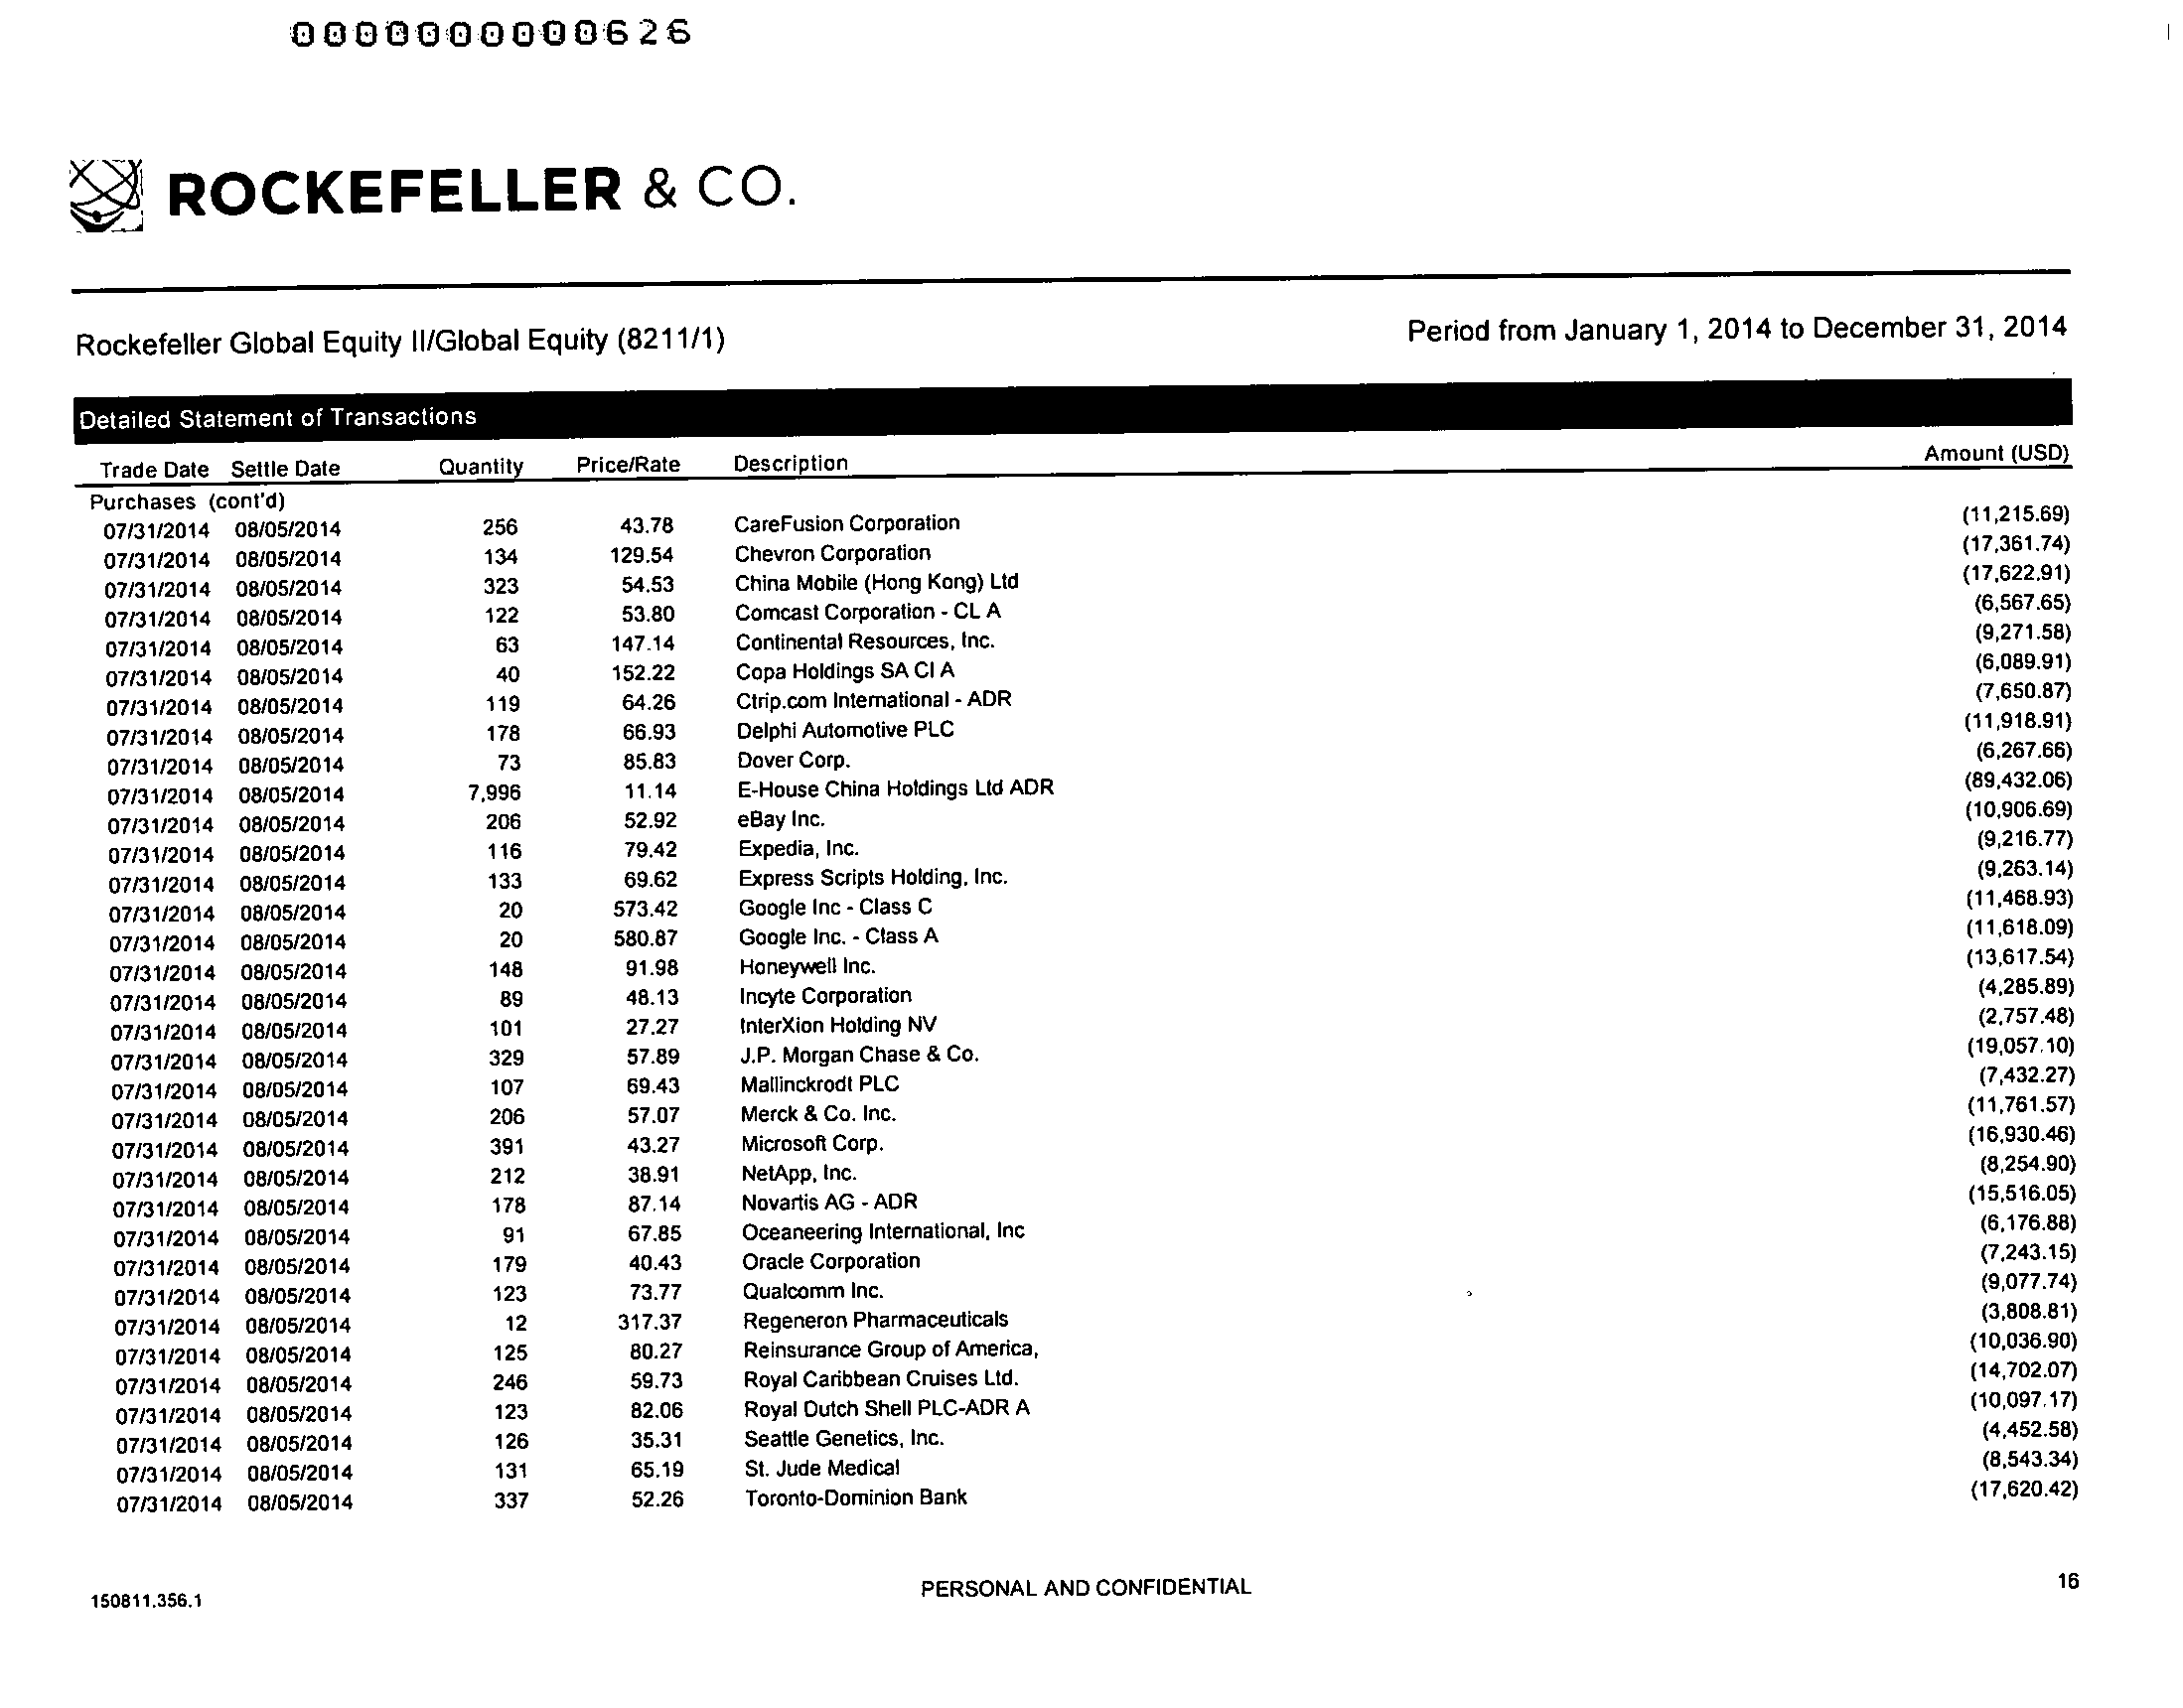 0000000000626
ROCKEFELLER & CO.
Rockefeller Global Equity II/Global Equity (8211/1) Period from January 1, 2014 to December 31, 2014
Detailed Statement of Transactions
Trade Date Settle Date Quantity Price/Rate Description Amount (USD)
Purchases (cont'd)
07/31/2014 08/05/2014 256 43.78 CareFusion Corporation (11,215.69)
07/31/2014 08/05/2014 134 129.54 Chevron Corporation (17,361.74)
07/31/2014 08/05/2014 323 54.53 China Mobile (Hong Kong) Ltd (17,622.91)
07/31/2014 08/05/2014 122 53.80 Comcast Corporation - CL A (6,567.65)
07/31/2014 08/05/2014 63 147.14 Continental Resources, Inc. (9,271.58)
07/31/2014 08/05/2014 40 152.22 Copa Holdings SA Cl A (6,089.91)
07/31/2014 08/05/2014 119 64.26 Ctrip.com International - ADR (7,650.87)
07/31/2014 08/05/2014 178 66.93 Delphi Automotive PLC (11,918.91)
07/31/2014 08/05/2014 73 85.83 Dover Corp. (6,267.66)
07/31/2014 08/05/2014 7,996 11.14 E-House China Holdings Ltd ADR (89,432.06)
07/31/2014 08/05/2014 206 52.92 eBay Inc. (10,906.69)
07/31/2014 08/05/2014 116 79.42 Expedia, Inc. (9,216.77)
07/31/2014 08/05/2014 133 69.62 Express Scripts Holding, Inc. (9,263.14)
07/31/2014 08/05/2014 20 573.42 Google Inc - Class C (11,468.93)
07/31/2014 08/05/2014 20 580.87 Google Inc. - Class A (11,618.09)
07/31/2014 08/05/2014 148 91.98 Honeywell Inc. (13,617.54)
07/31/2014 08/05/2014 89 48.13 Incyte Corporation (4,285.89)
07/31/2014 08/05/2014 101 27.27 InterXion Holding NV (2,757.48)
07/31/2014 08/05/2014 329 57.89 J.P. Morgan Chase & Co. (19,057.10)
07/31/2014 08/05/2014 107 69.43 Mallinckrodt PLC (7,432.27)
07/31/2014 08/05/2014 206 57.07 Merck & Co. Inc. (11,761.57)
07/31/2014 08/05/2014 391 43.27 Microsoft Corp. (16,930.46)
07/31/2014 08/05/2014 212 38.91 NetApp, Inc. (8,254.90)
07/31/2014 08/05/2014 178 87.14 Novartis AG - ADR (15,516.05)
07/31/2014 08/05/2014 91 67.85 Oceaneering International, Inc (6,176.88)
07/31/2014 08/05/2014 179 40.43 Oracle Corporation (7,243.15)
07/31/2014 08/05/2014 123 73.77 Qualcomm Inc. (9,077.74)
07/31/2014 08/05/2014 12 317.37 Regeneron Pharmaceuticals (3,808.81)
07/31/2014 08/05/2014 125 80.27 Reinsurance Group of America, (10,036.90)
07/31/2014 08/05/2014 246 59.73 Royal Caribbean Cruises Ltd. (14,702.07)
07/31/2014 08/05/2014 123 82.06 Royal Dutch Shell PLC-ADR A (10,097.17)
07/31/2014 08/05/2014 126 35.31 Seattle Genetics, Inc. (4,452.58)
07/31/2014 08/05/2014 131 65.19 St. Jude Medical (8,543.34)
07/31/2014 08/05/2014 337 52.26 Toronto-Dominion Bank (17,620.42)
150811.356.1 PERSONAL AND CONFIDENTIAL 16